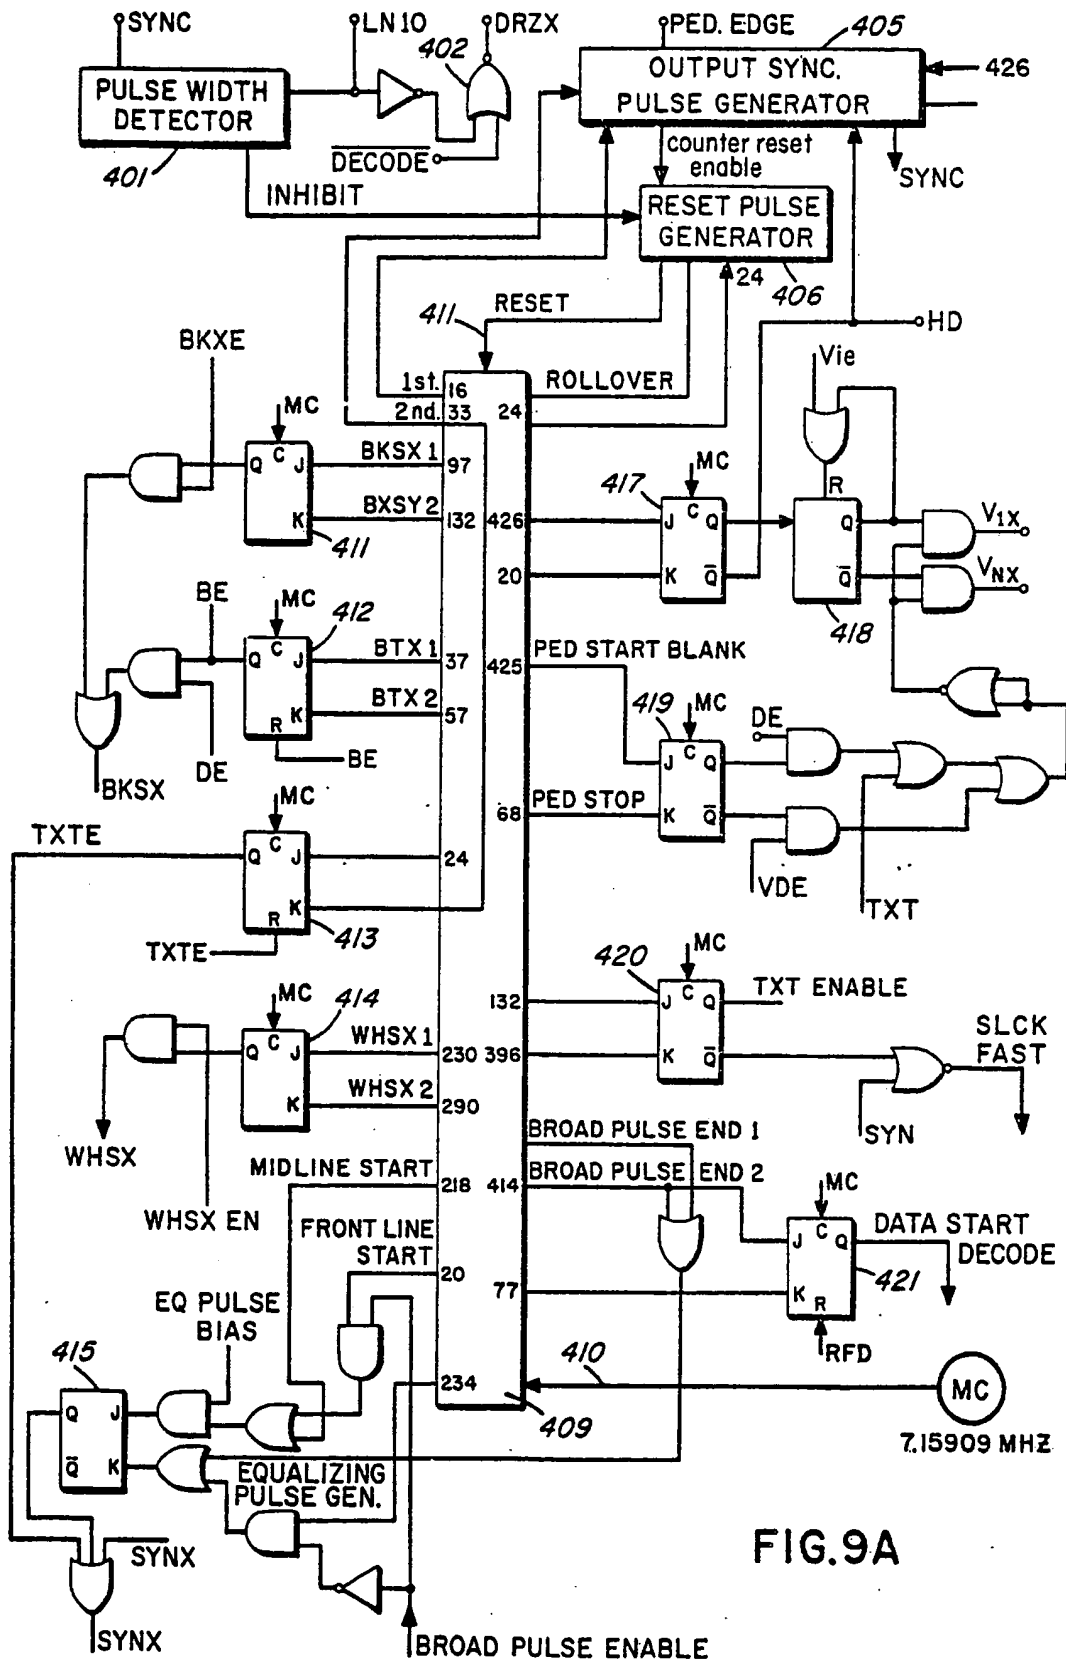 SYNC
LN10
DRZX
PED. EDGE
405
402
PULSE WIDTH
DETECTOR
401
OUTPUT SYNC.
PULSE GENERATOR
426
DECODE
counter reset
enable
SYNC
INHIBIT
RESET PULSE
GENERATOR
24
406
411
RESET
HD
BKXE
1st.
16
ROLLOVER
Vie
2nd.
33
24
MC
Q C J
BKSX 1
97
K
BXSY 2
132
411
MC
417
426
J C Q
R
Q
V1X
20
K Q
Q
VNX
418
BE
MC
412
Q C J
BTX 1
37
425
PED START BLANK
K
BTX 2
57
R
BE
DE
BKSX
MC
419
DE
J C Q
PED STOP
68
K Q
VDE
TXT
TXTE
MC
Q C J
24
K
R
413
TXTE
MC
420
132
J C Q
TXT ENABLE
396
K Q
SLCK
FAST
SYN
MC
414
Q C J
WHSX 1
230
K
WHSX 2
290
WHSX
WHSX EN
BROAD PULSE END 1
MIDLINE START
218
414
BROAD PULSE END 2
MC
FRONT LINE
START
20
J C Q
DATA START
DECODE
77
K
R
421
RFD
EQ PULSE
BIAS
415
234
410
MC
409
7.15909 MHZ
Q J
Q K
EQUALIZING
PULSE GEN.
SYNX
SYNX
BROAD PULSE ENABLE
FIG.9A